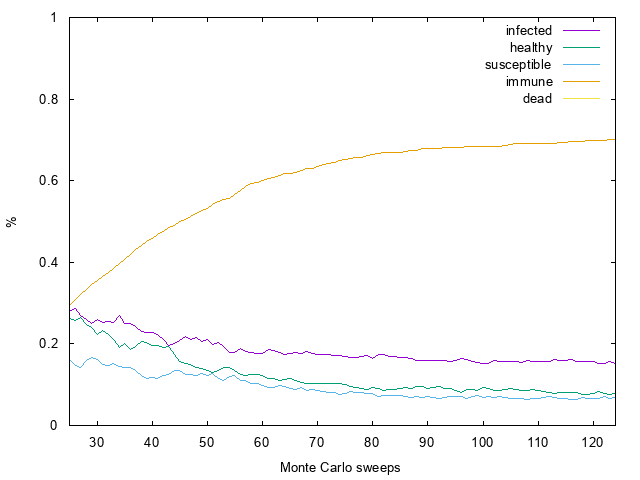 1
0.8
0.6
0.4
0.2
0
30 40 50 60 70 80 90 100 110 120
%
Monte Carlo sweeps
infected
healthy
susceptible
immune
dead